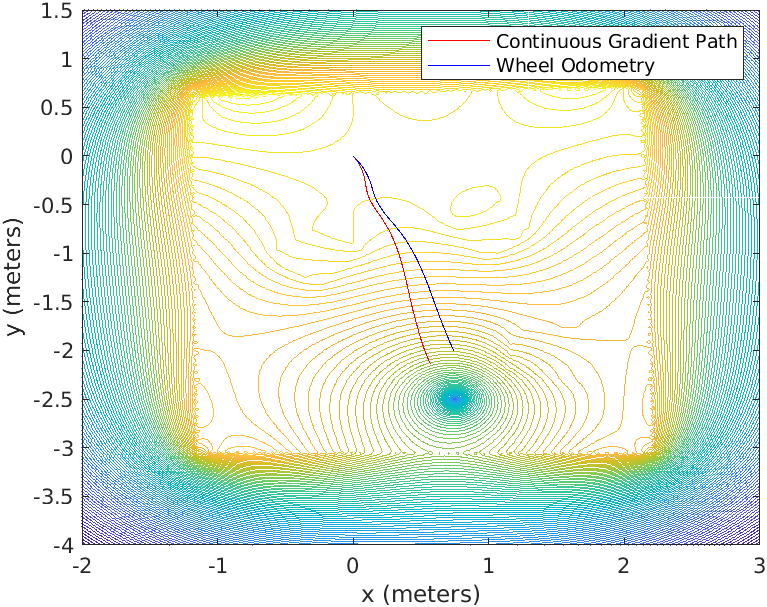 Continuous Gradient Path
Wheel Odometry
1.5
1
0.5
0
-0.5
-1
-1.5
-2
-2.5
-3
-3.5
-4
y (meters)
-2 -1 0 1 2 3
x (meters)